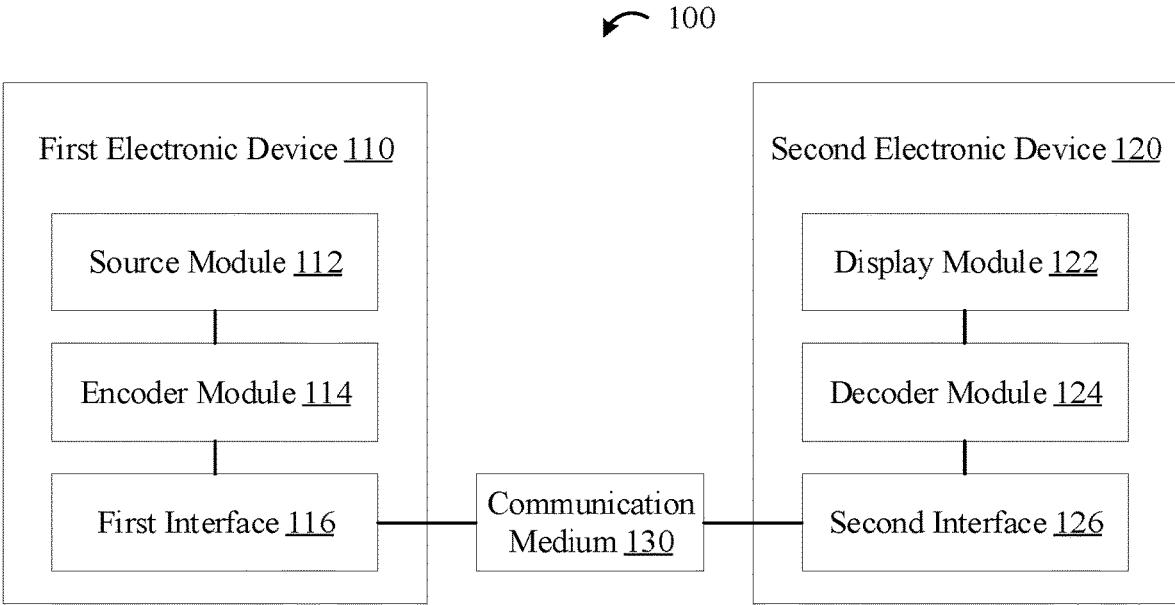 100
First Electronic Device 110
Source Module 112
Encoder Module 114
First Interface 116
Communication
Medium 130
Second Electronic Device 120
Display Module 122
Decoder Module 124
Second Interface 126